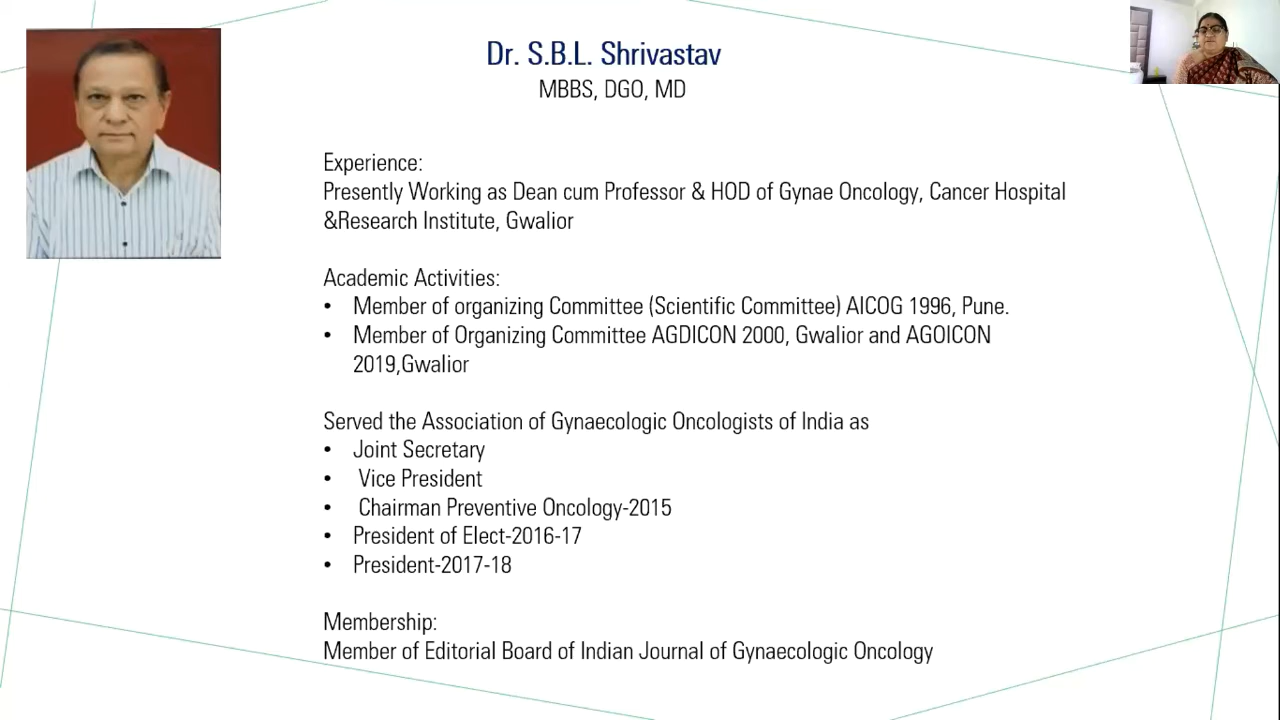 Dr. S.B.L. Shrivastav
MBBS, DGO, MD
Experience:
Presently Working as Dean cum Professor & HOD of Gynae Oncology, Cancer Hospital
&Research Institute, Gwalior
Academic Activities:
• Member of organizing Committee (Scientific Committee) AICOG 1996, Pune.
• Member of Organizing Committee AGDICON 2000, Gwalior and AGOICON
2019,Gwalior
Served the Association of Gynaecologic Oncologists of India as
• Joint Secretary
• Vice President
• Chairman Preventive Oncology-2015
• President of Elect-2016-17
• President-2017-18
Membership:
Member of Editorial Board of Indian Journal of Gynaecologic Oncology